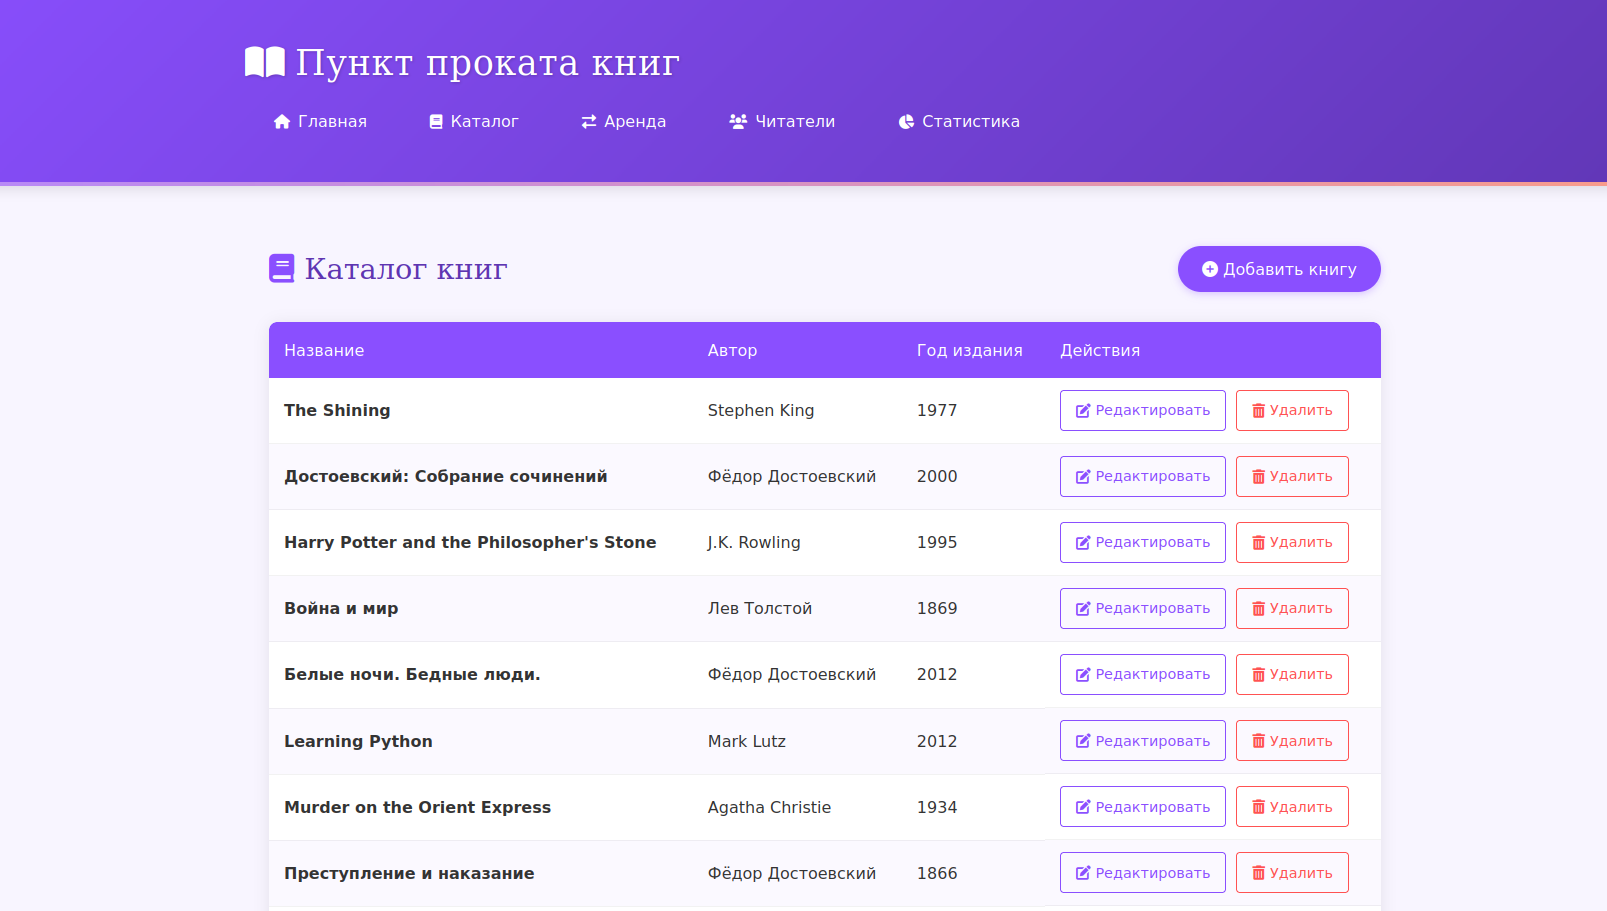 Пункт проката книг
Главная Каталог Аренда Читатели Статистика
Каталог книг Добавить книгу
Название Автор Год издания Действия
The Shining Stephen King 1977 Редактировать Удалить
Достоевский: Собрание сочинений Фёдор Достоевский 2000 Редактировать Удалить
Harry Potter and the Philosopher's Stone J.K. Rowling 1995 Редактировать Удалить
Война и мир Лев Толстой 1869 Редактировать Удалить
Белые ночи. Бедные люди. Фёдор Достоевский 2012 Редактировать Удалить
Learning Python Mark Lutz 2012 Редактировать Удалить
Murder on the Orient Express Agatha Christie 1934 Редактировать Удалить
Преступление и наказание Фёдор Достоевский 1866 Редактировать Удалить